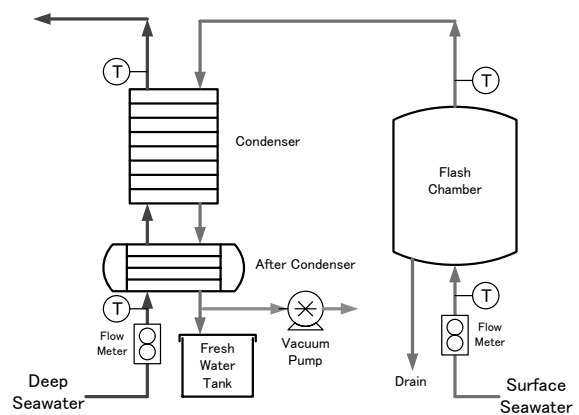 T
T
Condenser
Flash
Chamber
After Condenser
T
T
Flow
Meter
Flow
Meter
Fresh
Water
Tank
Vacuum
Pump
Deep
Seawater
Drain
Surface
Seawater